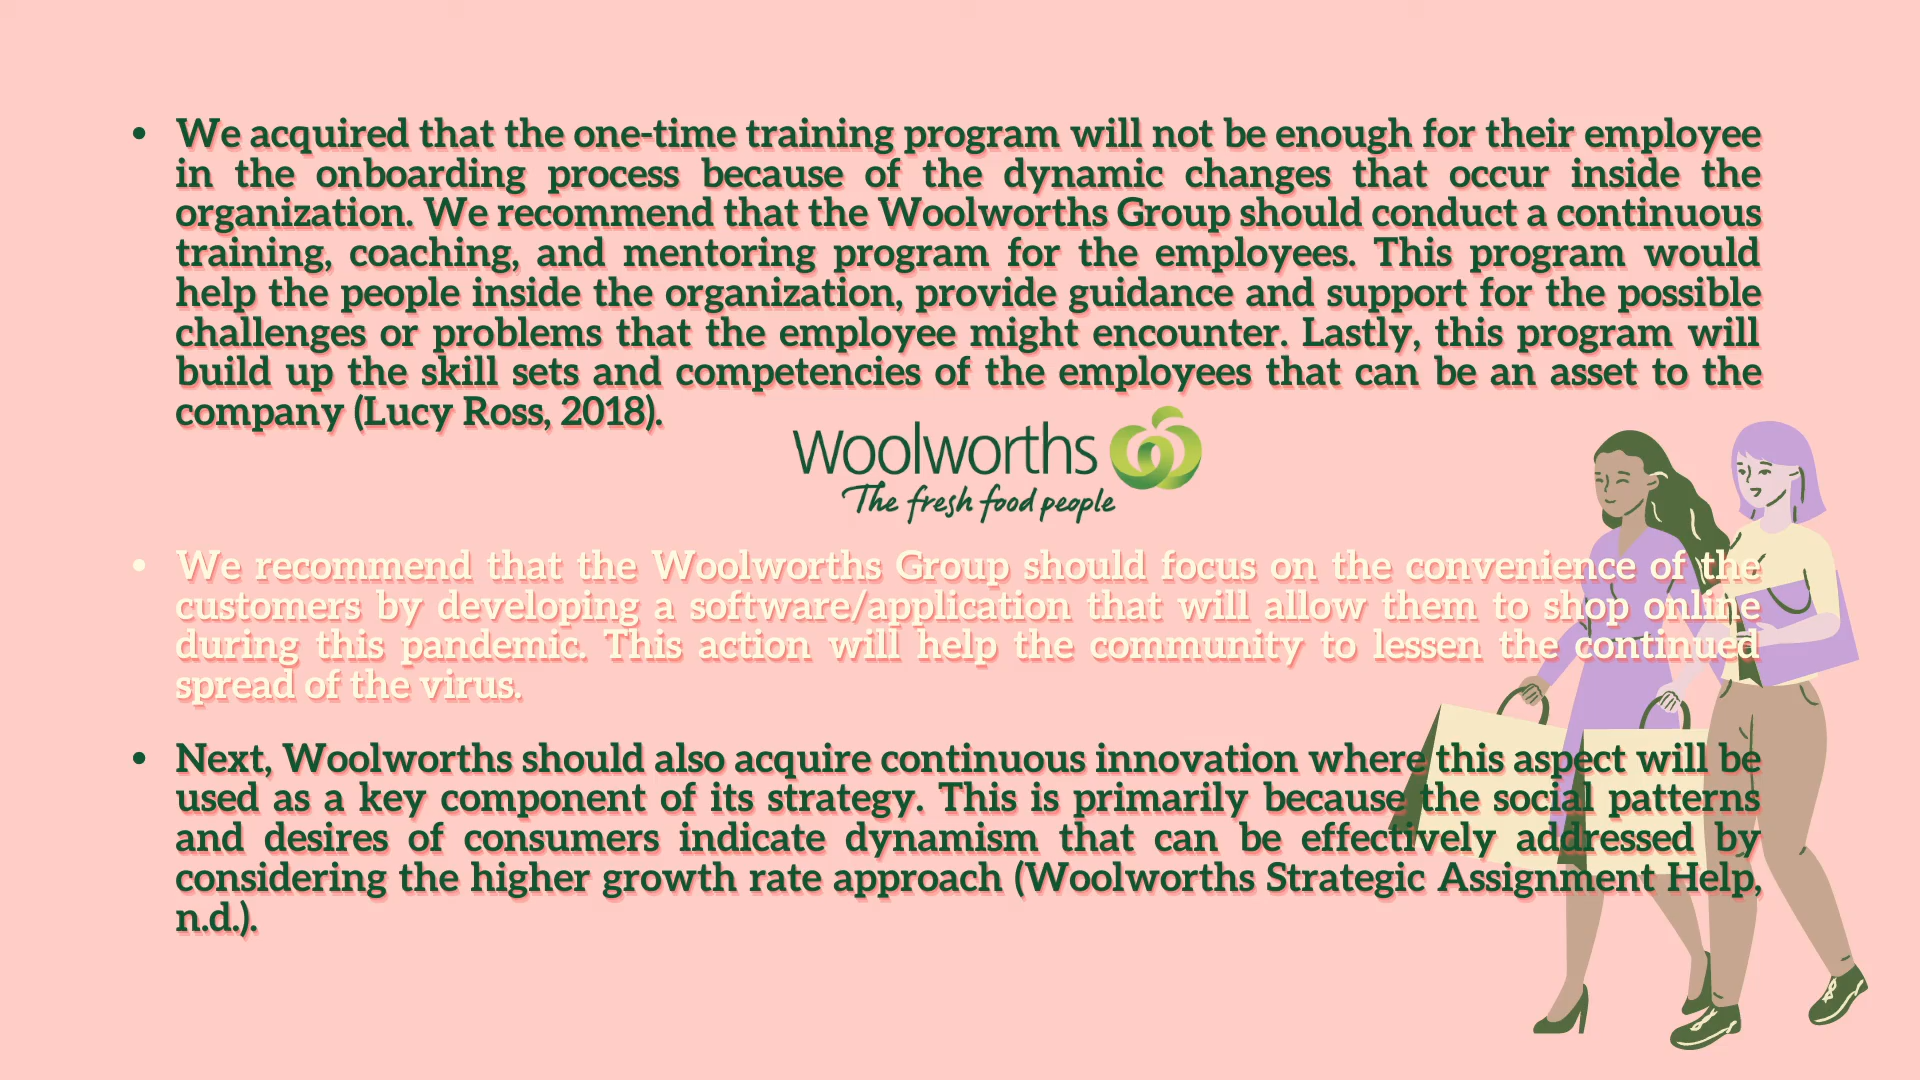 • We acquired that the one-time training program will not be enough for their employee
in the onboarding process because of the dynamic changes that occur inside the
organization. We recommend that the Woolworths Group should conduct a continuous
training, coaching, and mentoring program for the employees. This program would
help the people inside the organization, provide guidance and support for the possible
challenges or problems that the employee might encounter. Lastly, this program will
build up the skill sets and competencies of the employees that can be an asset to the
company (Lucy Ross, 2018).
Woolworths
The fresh food people
• We recommend that the Woolworths Group should focus on the convenience of the
customers by developing a software/application that will allow them to shop online
during this pandemic. This action will help the community to lessen the continued
spread of the virus.
• Next, Woolworths should also acquire continuous innovation where this aspect will be
used as a key component of its strategy. This is primarily because the social patterns
and desires of consumers indicate dynamism that can be effectively addressed by
considering the higher growth rate approach (Woolworths Strategic Assignment Help,
n.d.).